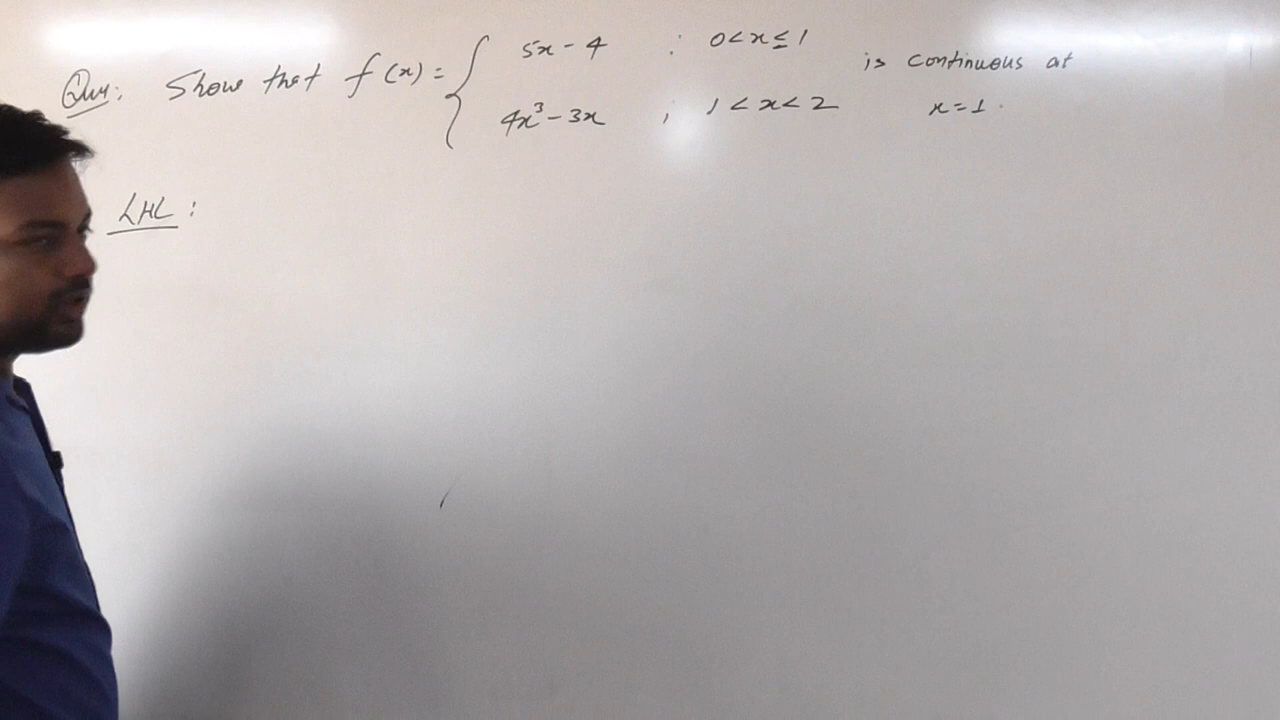 Que: Show that f(x) = { 5x - 4 ; 0 < x ≤ 1 is continuous at
4x³ - 3x ; 1 < x < 2 x = 1.
LHL :